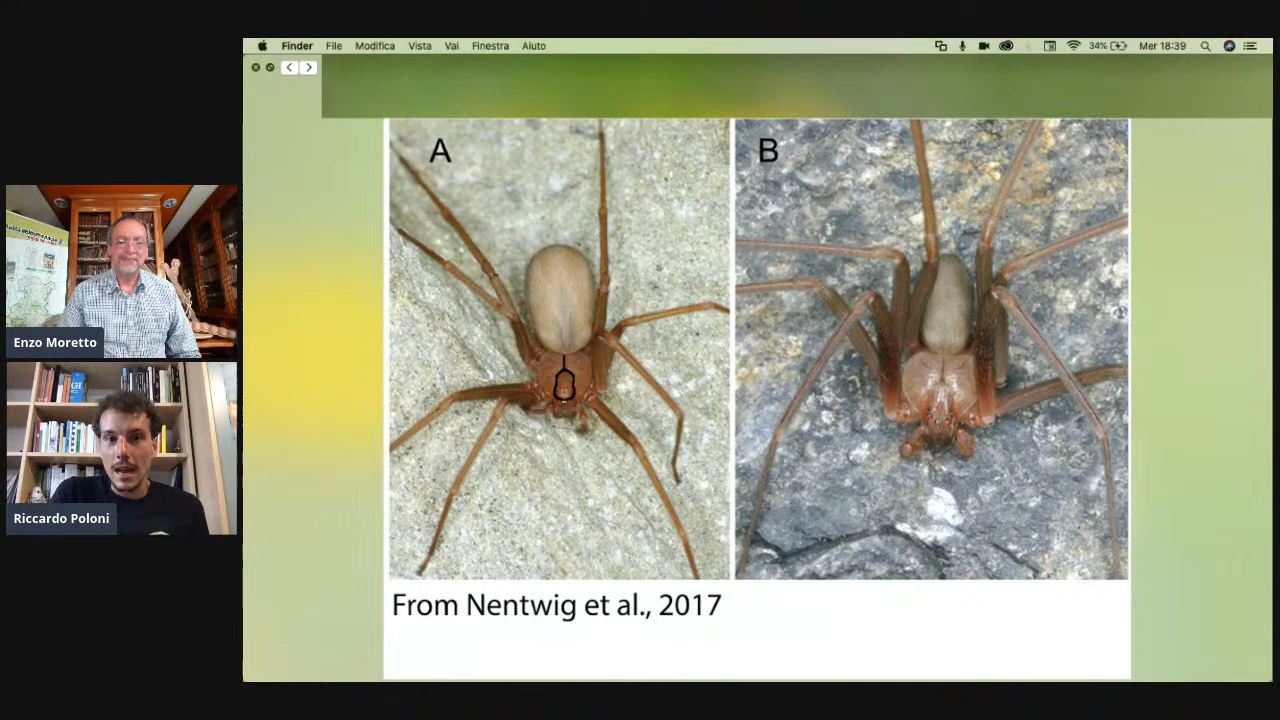 Finder File Modifica Vista Vai Finestra Aiuto 34% Mer 18:39
A
B
Enzo Moretto
GI
Riccardo Poloni
From Nentwig et al., 2017